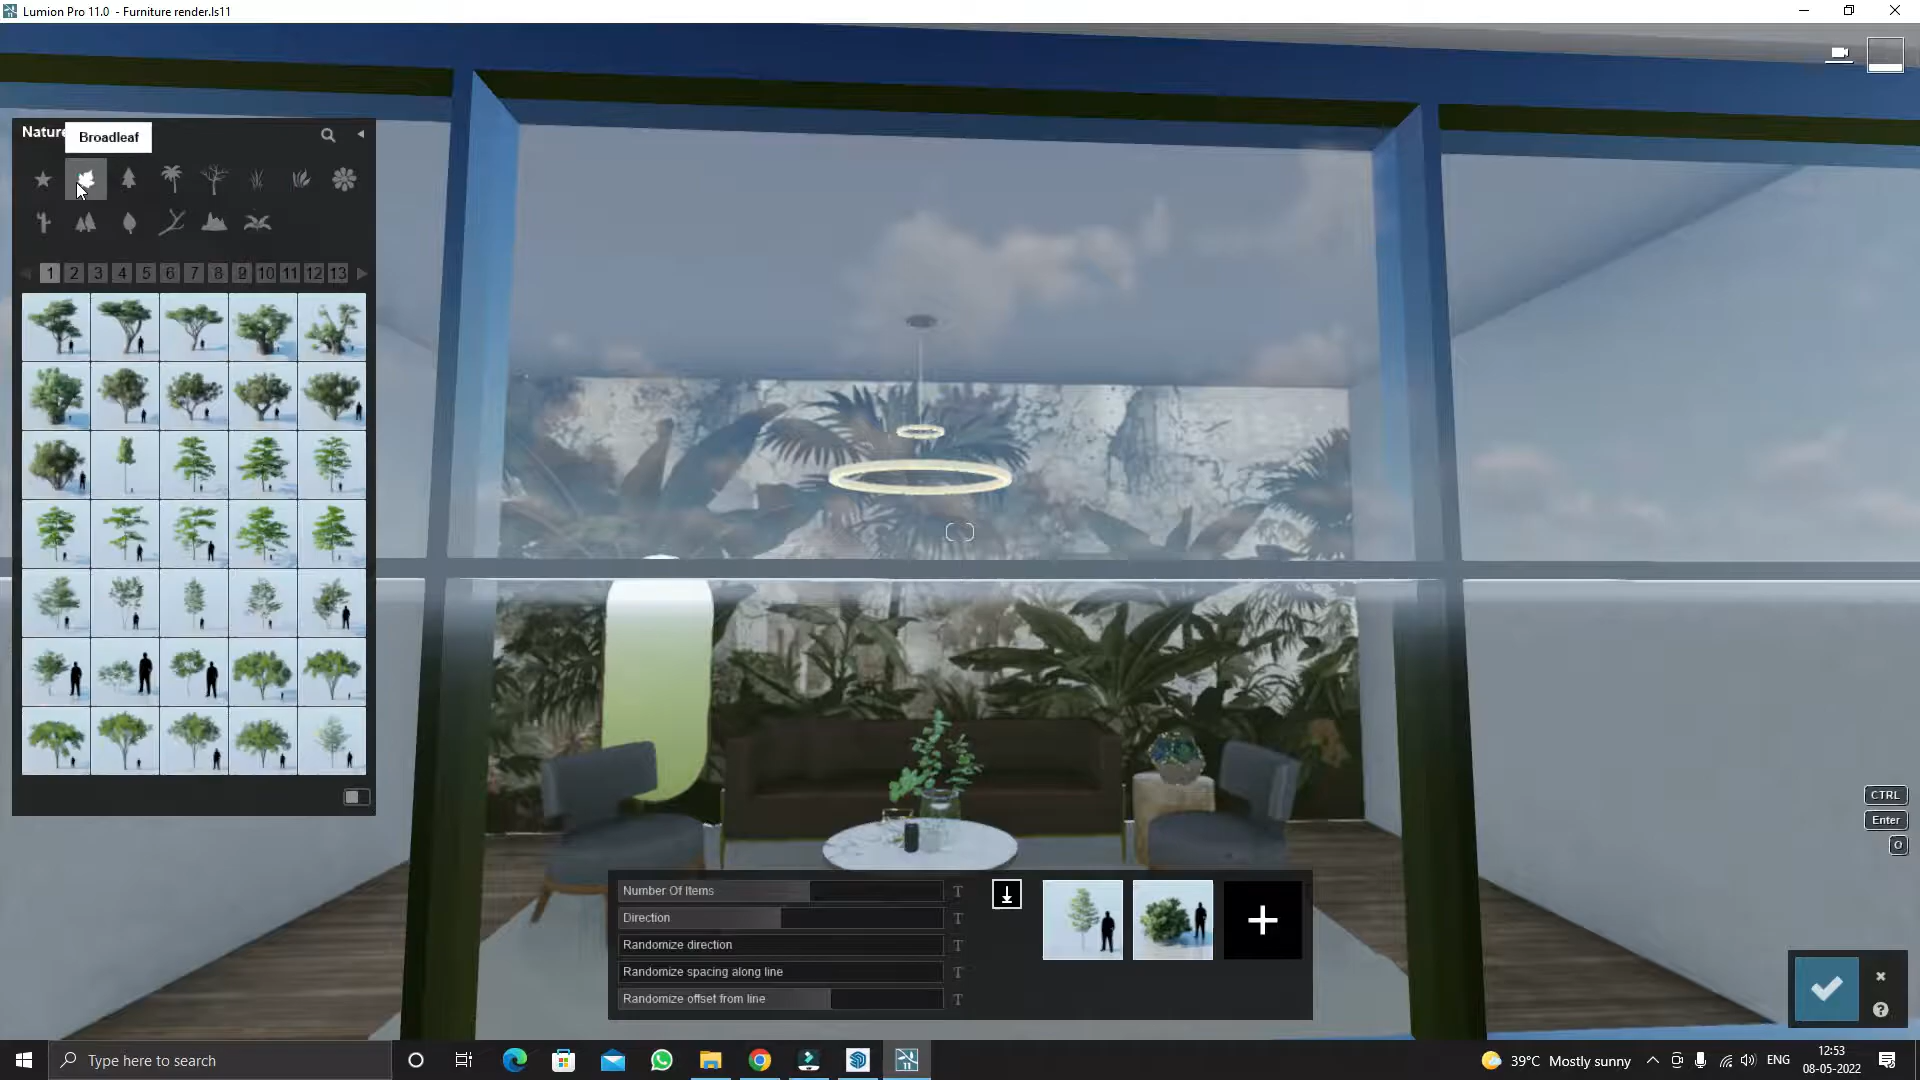 Lumion Pro 11.0 - Furniture render.ls11
Nature
Broadleaf
1 2 3 4 5 6 7 8 9 10 11 12 13
CTRL
Enter
O
Number Of Items T
Direction T
Randomize direction T
Randomize spacing along line T
Randomize offset from line T
Type here to search
39°C Mostly sunny
ENG
12:53
08-05-2022